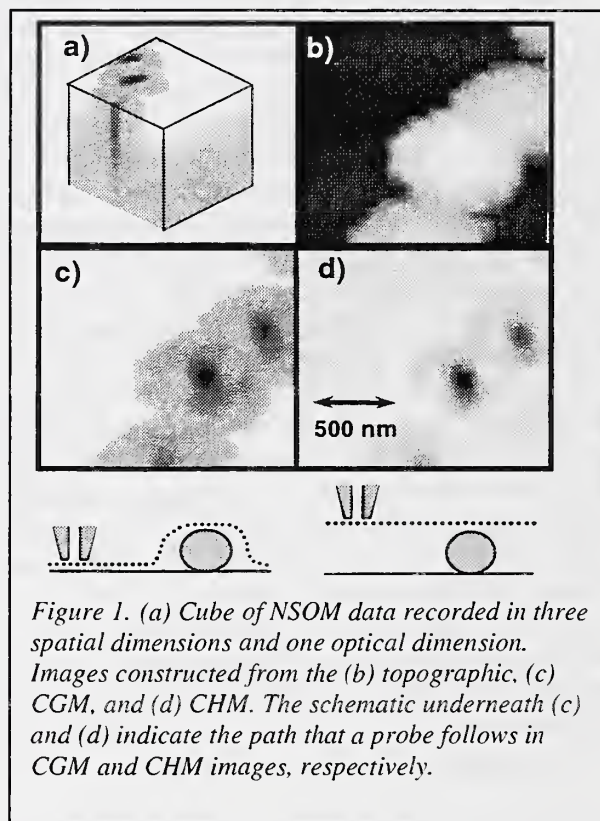 a)
b)
c)
d)
500 nm
Figure 1. (a) Cube of NSOM data recorded in three
spatial dimensions and one optical dimension.
Images constructed from the (b) topographic, (c)
CGM, and (d) CHM. The schematic underneath (c)
and (d) indicate the path that a probe follows in
CGM and CHM images, respectively.